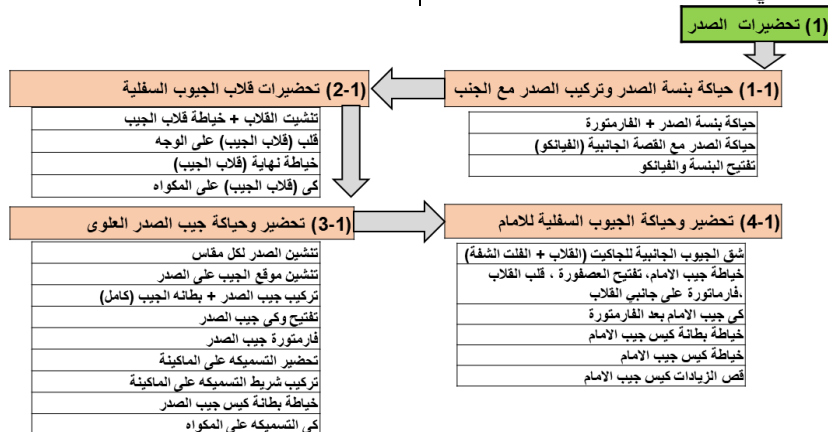 (1) تحضيرات الصدر
(1-1) حياكة بنسة الصدر وتركيب الصدر مع الجنب
حياكة بنسة الصدر + الفارمتورة
حياكة الصدر مع القصة الجانبية (الفيانكو)
تفتيح البنسة والفيانكو
(2-1) تحضيرات قلاب الجيوب السفلية
تنشيت القلاب + خياطة قلاب الجيب
قلب (قلاب الجيب) على الوجه
خياطة نهاية (قلاب الجيب)
كى (قلاب الجيب) على المكواه
(3-1) تحضير وحياكة جيب الصدر العلوى
تنشين الصدر لكل مقاس
تنشين موقع الجيب على الصدر
تركيب جيب الصدر + بطانه الجيب (كامل)
تفتيح وكي جيب الصدر
فارمتورة جيب الصدر
تحضير التسميكه على الماكينة
تركيب شريط التسميكه على الماكينة
خياطة بطانة كيس جيب الصدر
كى التسميكه على المكواه
(4-1) تحضير وحياكة الجيوب السفلية للامام
شق الجيوب الجانبية للجاكيت (القلاب + الفلت الشفة)
خياطة جيب الامام، تفتيح العصفورة ، قلب القلاب
،فارماتورة على جانبي القلاب
كي جيب الامام بعد الفارمتورة
خياطة بطانة كيس جيب الامام
خياطة كيس جيب الامام
قص الزيادات كيس جيب الامام